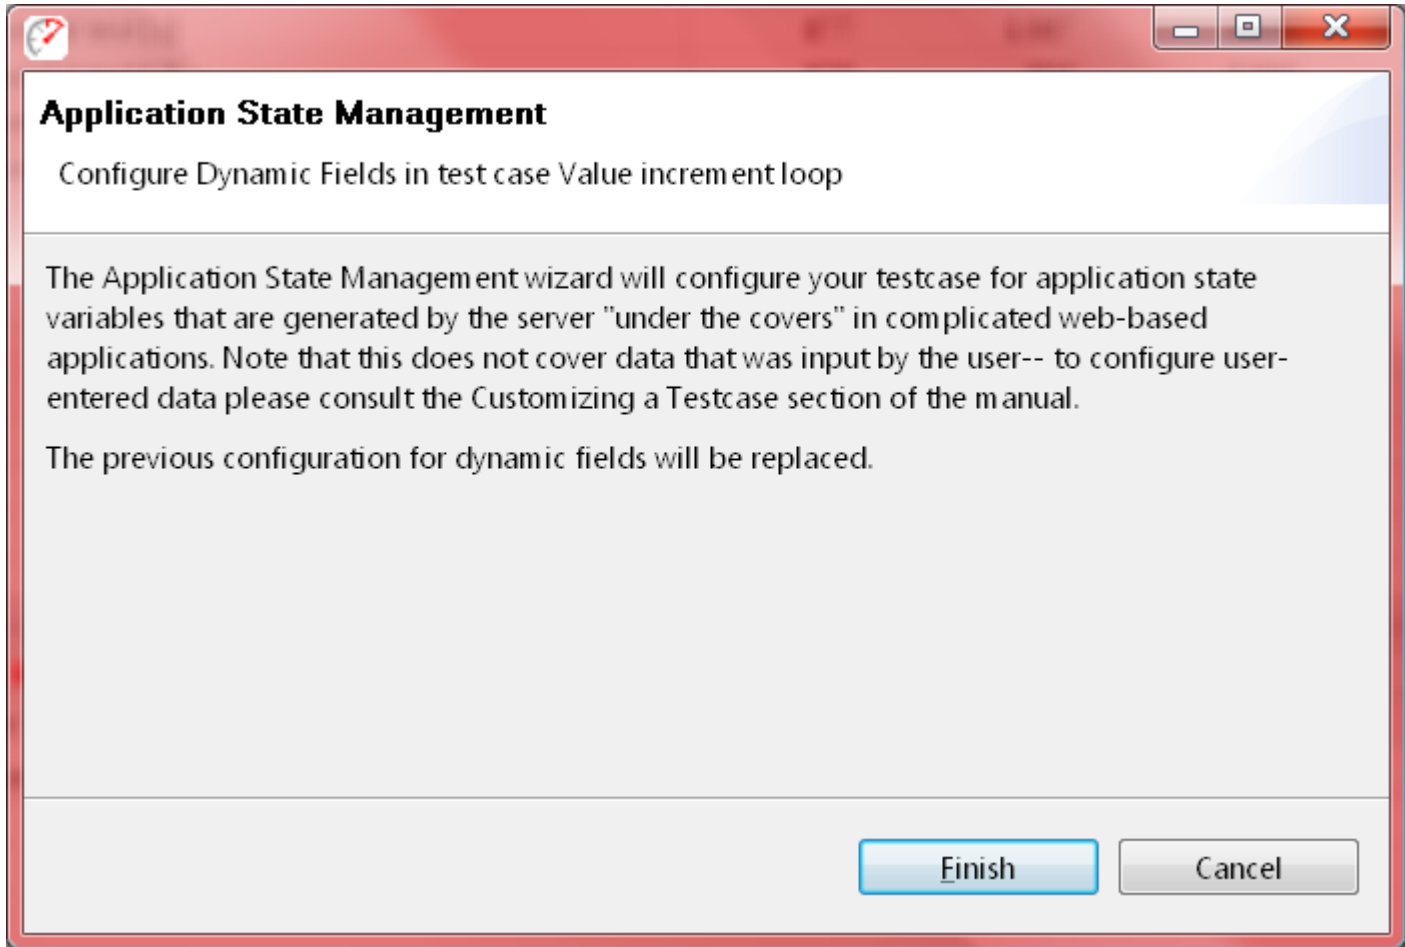 Application State Management
Configure Dynamic Fields in test case Value increment loop
The Application State Management wizard will configure your testcase for application state
variables that are generated by the server "under the covers" in complicated web-based
applications. Note that this does not cover data that was input by the user-- to configure user-
entered data please consult the Customizing a Testcase section of the manual.
The previous configuration for dynamic fields will be replaced.
Finish
Cancel